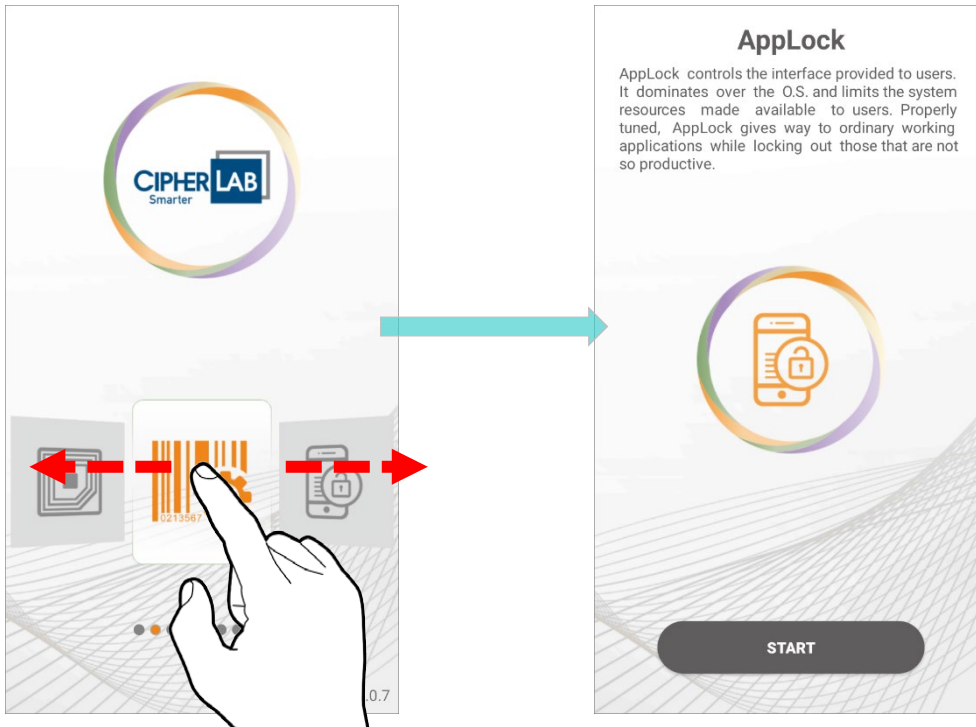 CIPHER LAB
Smarter
0213567
.0.7
AppLock
AppLock controls the interface provided to users.
It dominates over the O.S. and limits the system
resources made available to users. Properly
tuned, AppLock gives way to ordinary working
applications while locking out those that are not
so productive.
START